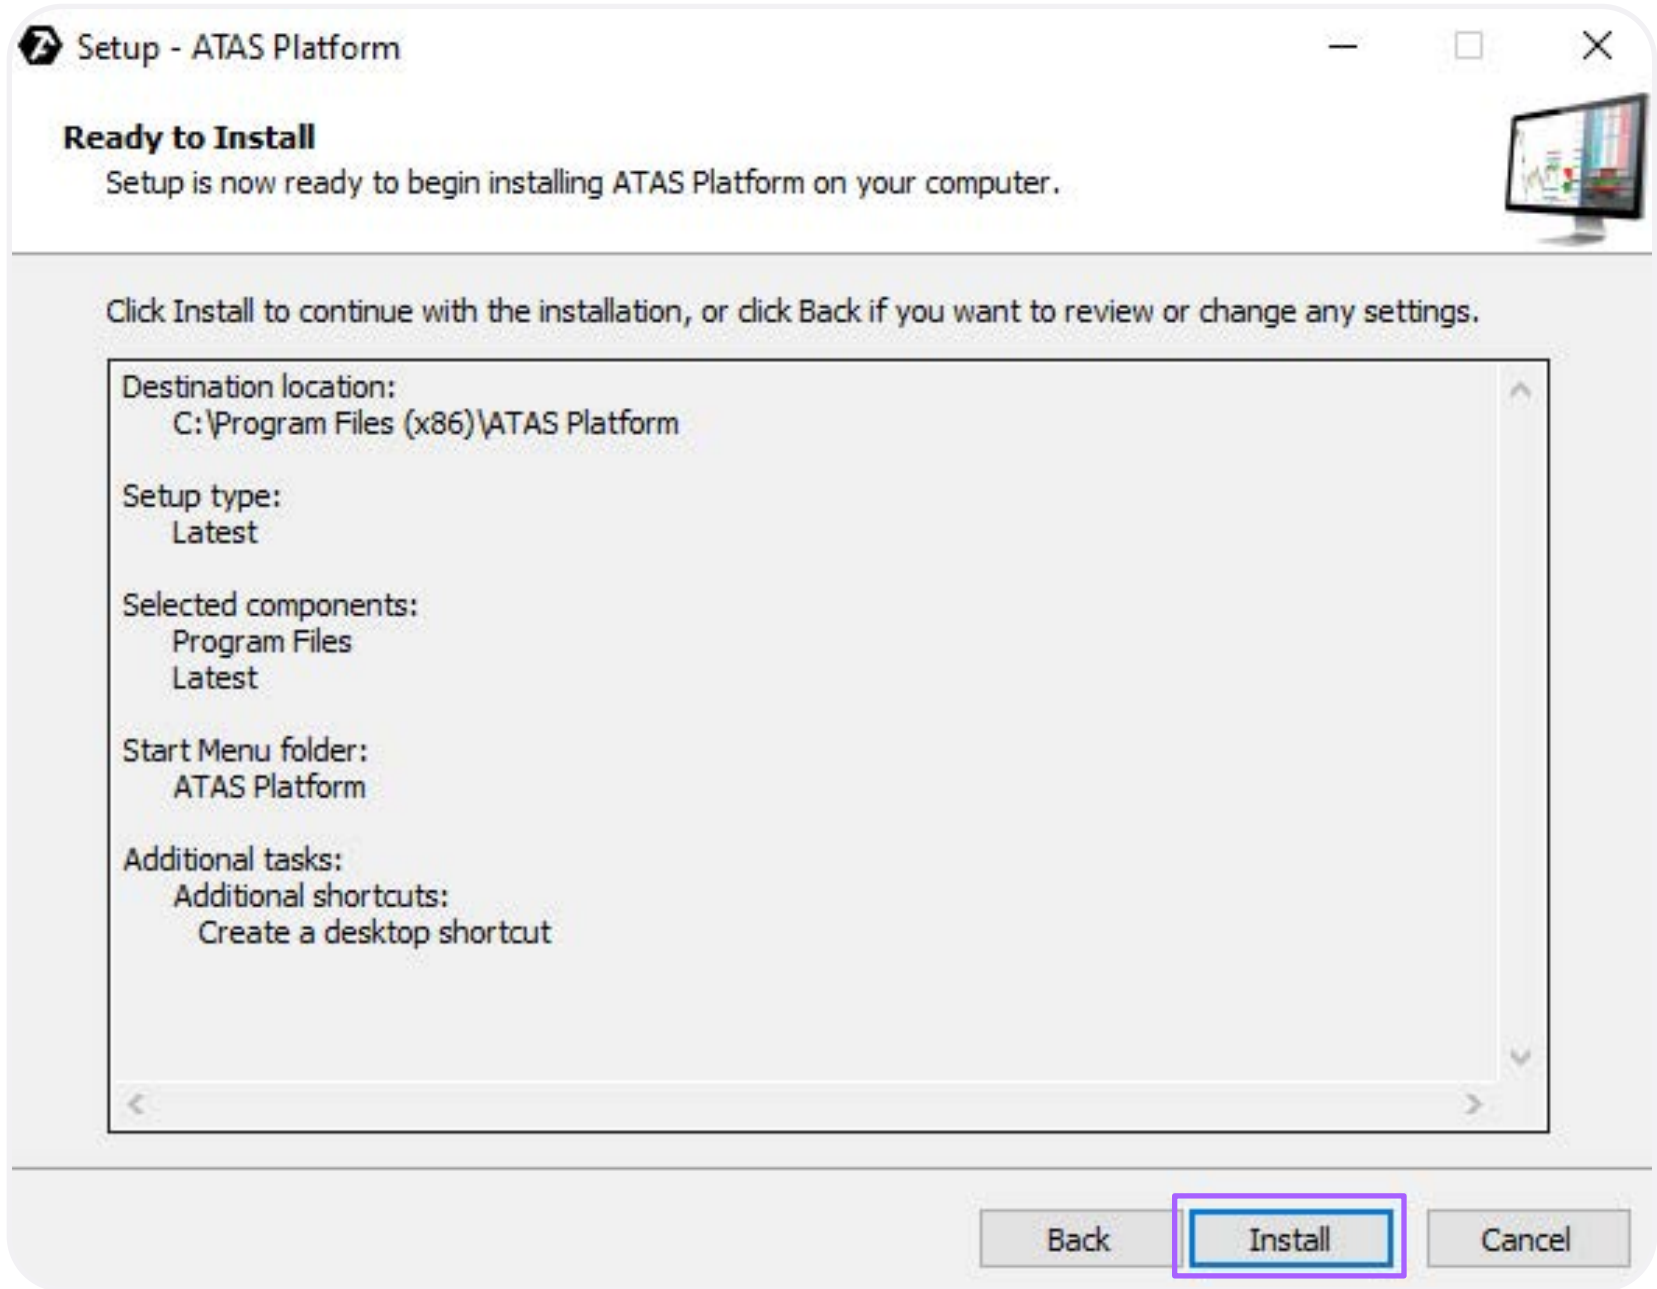 Setup - ATAS Platform
Ready to Install
Setup is now ready to begin installing ATAS Platform on your computer.
Click Install to continue with the installation, or click Back if you want to review or change any settings.
Destination location:
C:\Program Files (x86)\ATAS Platform
Setup type:
Latest
Selected components:
Program Files
Latest
Start Menu folder:
ATAS Platform
Additional tasks:
Additional shortcuts:
Create a desktop shortcut
Back
Install
Cancel